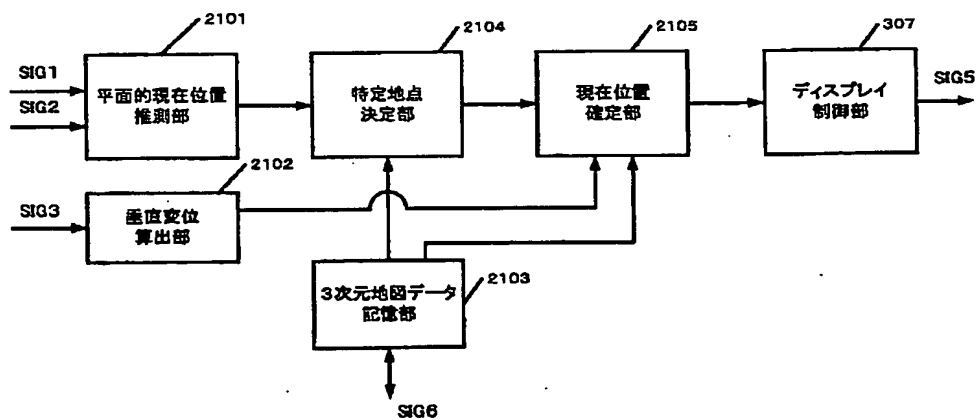 2101
2104
2105
307
SIG1
SIG2
平面的現在位置
推測部
特定地点
決定部
現在位置
確定部
ディスプレイ
制御部
SIG5
2102
SIG3
垂直変位
算出部
2103
3次元地図データ
記憶部
SIG6